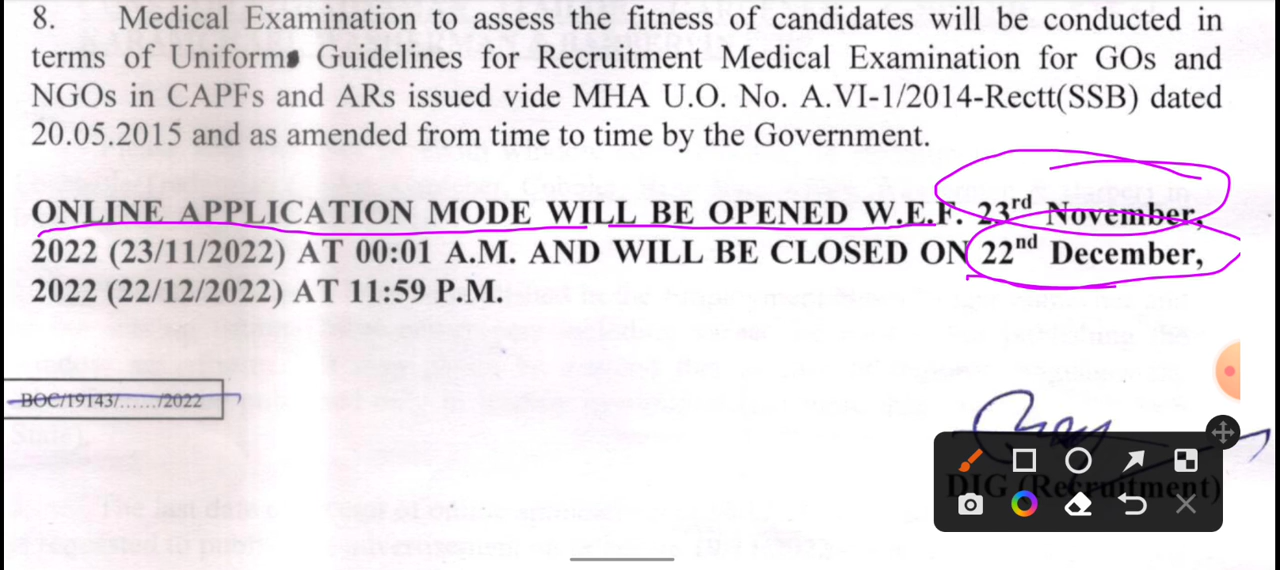 8. Medical Examination to assess the fitness of candidates will be conducted in
terms of Uniform Guidelines for Recruitment Medical Examination for GOs and
NGOs in CAPFs and ARs issued vide MHA U.O. No. A.VI-1/2014-Rectt(SSB) dated
20.05.2015 and as amended from time to time by the Government.
ONLINE APPLICATION MODE WILL BE OPENED W.E.F. 23rd November,
2022 (23/11/2022) AT 00:01 A.M. AND WILL BE CLOSED ON 22nd December,
2022 (22/12/2022) AT 11:59 P.M.
BOC/19143/......./2022
DIG (Recruitment)